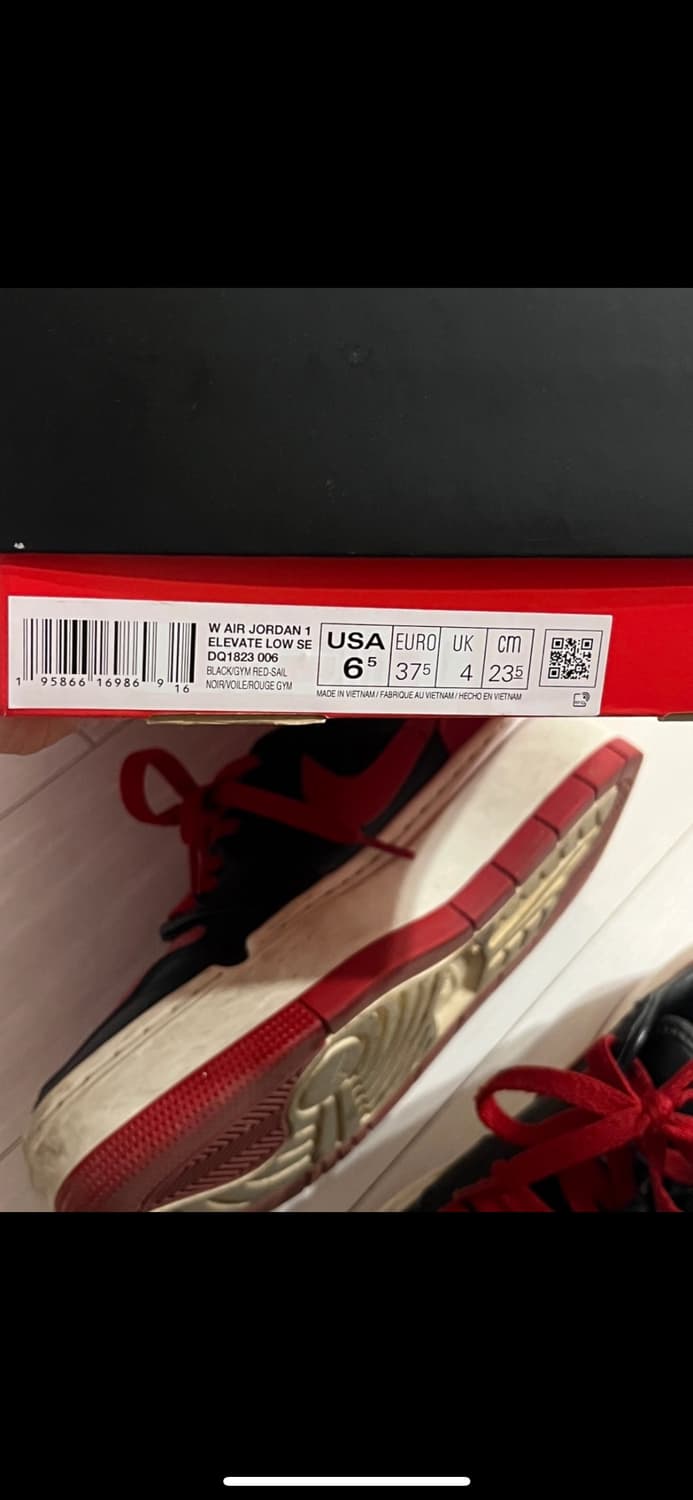 W AIR JORDAN 1
ELEVATE LOW SE
DQ1823 006
BLACK/GYM RED-SAIL
NOIR/VOILE/ROUGE GYM
1 95866 16986 9 16
USA EURO UK cm
6⁵ 37⁵ 4 23⁵
MADE IN VIETNAM / FABRIQUE AU VIETNAM / HECHO EN VIETNAM